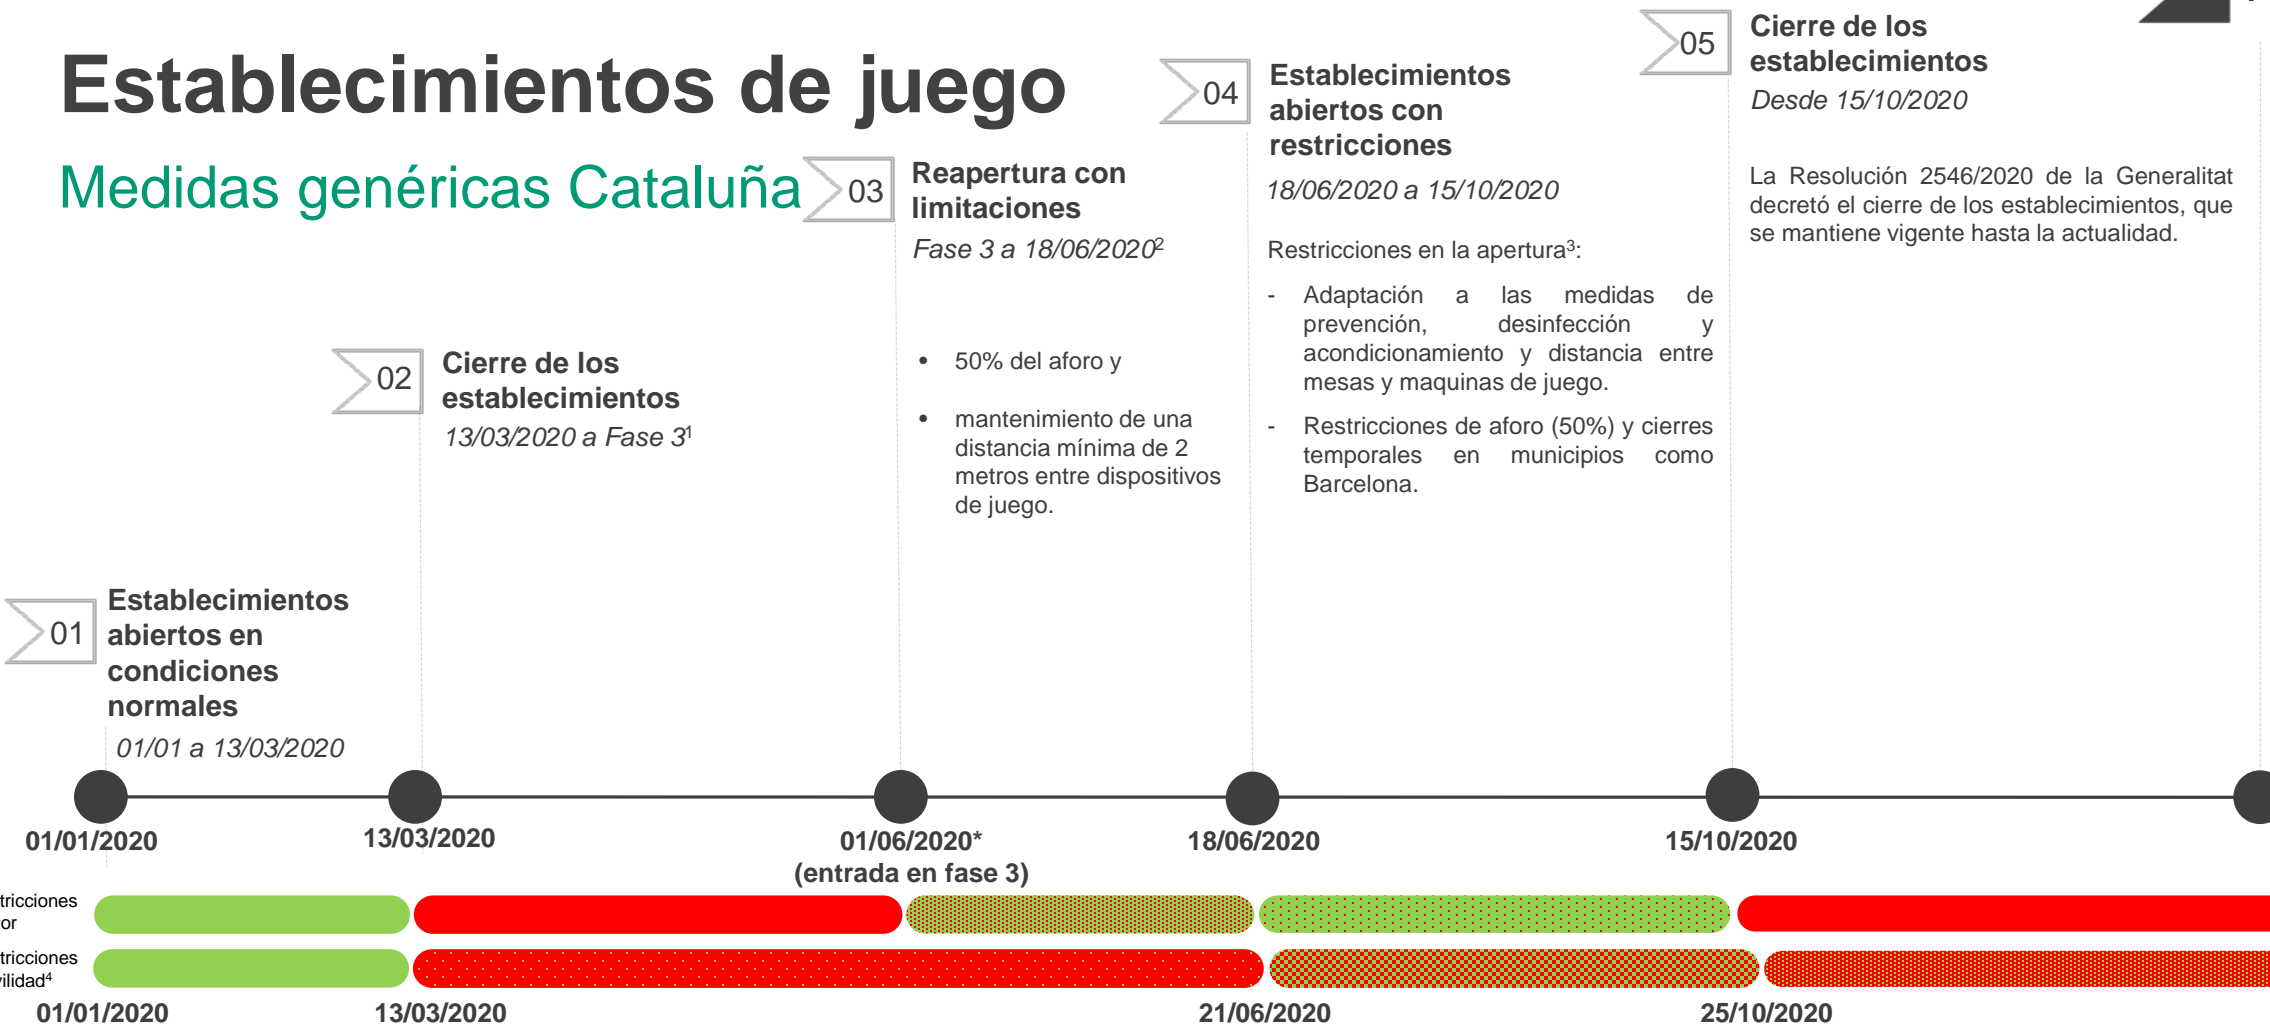 Establecimientos de juego
Medidas genéricas Cataluña
01
Establecimientos
abiertos en
condiciones
normales
01/01 a 13/03/2020
02
Cierre de los
establecimientos
13/03/2020 a Fase 3¹
03
Reapertura con
limitaciones
Fase 3 a 18/06/2020²
• 50% del aforo y
• mantenimiento de una
distancia mínima de 2
metros entre dispositivos
de juego.
04
Establecimientos
abiertos con
restricciones
18/06/2020 a 15/10/2020
Restricciones en la apertura³:
- Adaptación a las medidas de
prevención, desinfección y
acondicionamiento y distancia entre
mesas y maquinas de juego.
- Restricciones de aforo (50%) y cierres
temporales en municipios como
Barcelona.
05
Cierre de los
establecimientos
Desde 15/10/2020
La Resolución 2546/2020 de la Generalitat
decretó el cierre de los establecimientos, que
se mantiene vigente hasta la actualidad.
01/01/2020
13/03/2020
01/06/2020*
(entrada en fase 3)
18/06/2020
15/10/2020
tricciones
tor
tricciones
vilidad⁴
01/01/2020
13/03/2020
21/06/2020
25/10/2020